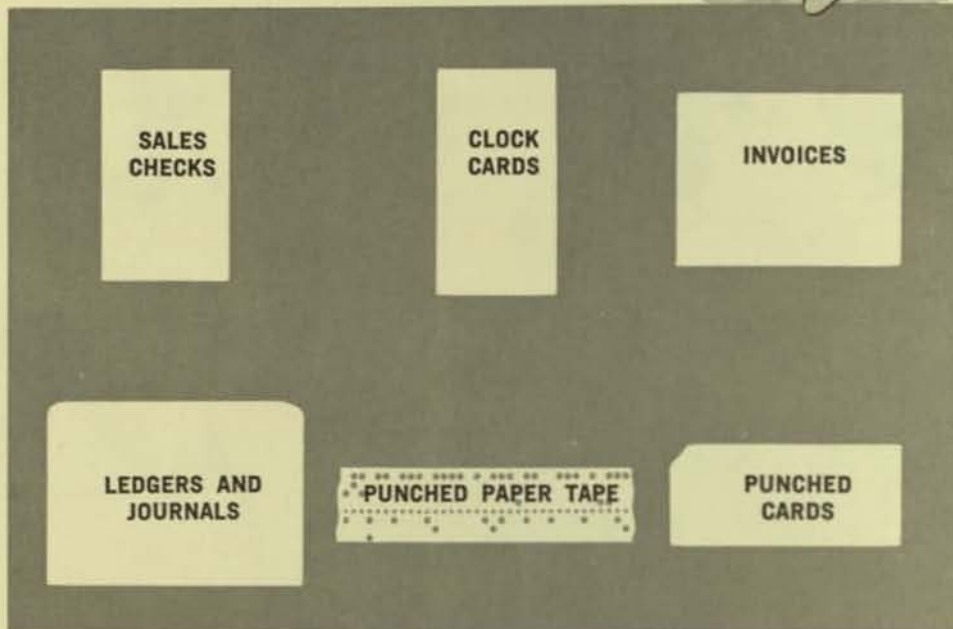 SALES
CHECKS
CLOCK
CARDS
INVOICES
LEDGERS AND
JOURNALS
PUNCHED PAPER TAPE
PUNCHED
CARDS